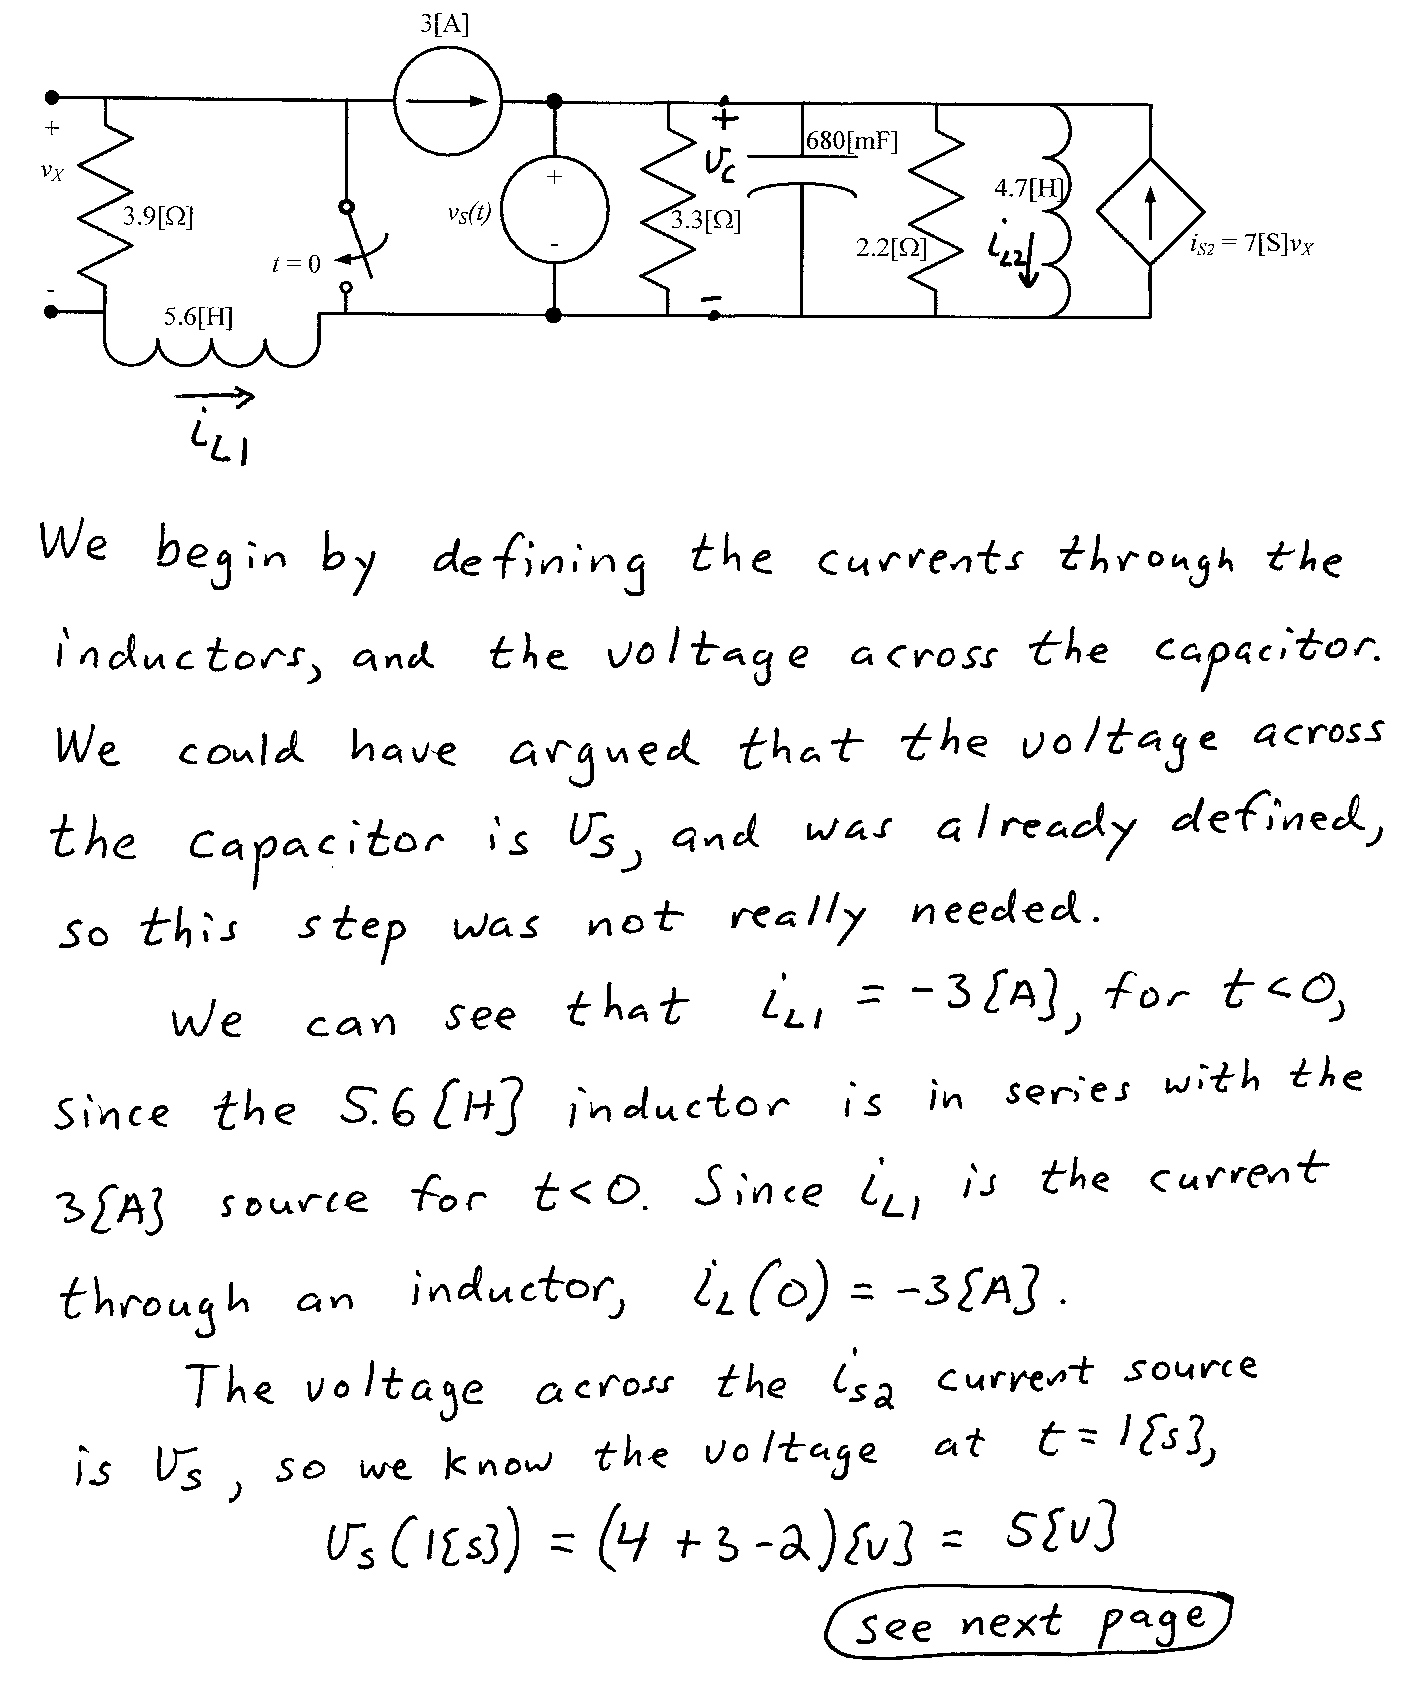 3[A]
+
vX
-
3.9[Ω]
t = 0
5.6[H]
iL1
+
vS(t)
-
3.3[Ω]
+
vC
-
680[mF]
2.2[Ω]
4.7[H]
iL2
iS2 = 7[S]vX
We begin by defining the currents through the
inductors, and the voltage across the capacitor.
We could have argued that the voltage across
the capacitor is vs, and was already defined,
so this step was not really needed.
We can see that iL1 = -3[A], for t<0,
since the 5.6[H] inductor is in series with the
3[A] source for t<0. Since iL1 is the current
through an inductor, iL(0) = -3[A].
The voltage across the is2 current source
is vs, so we know the voltage at t = 1[s],
vs(1[s]) = (4 + 3 - 2)[v] = 5[v]
see next page